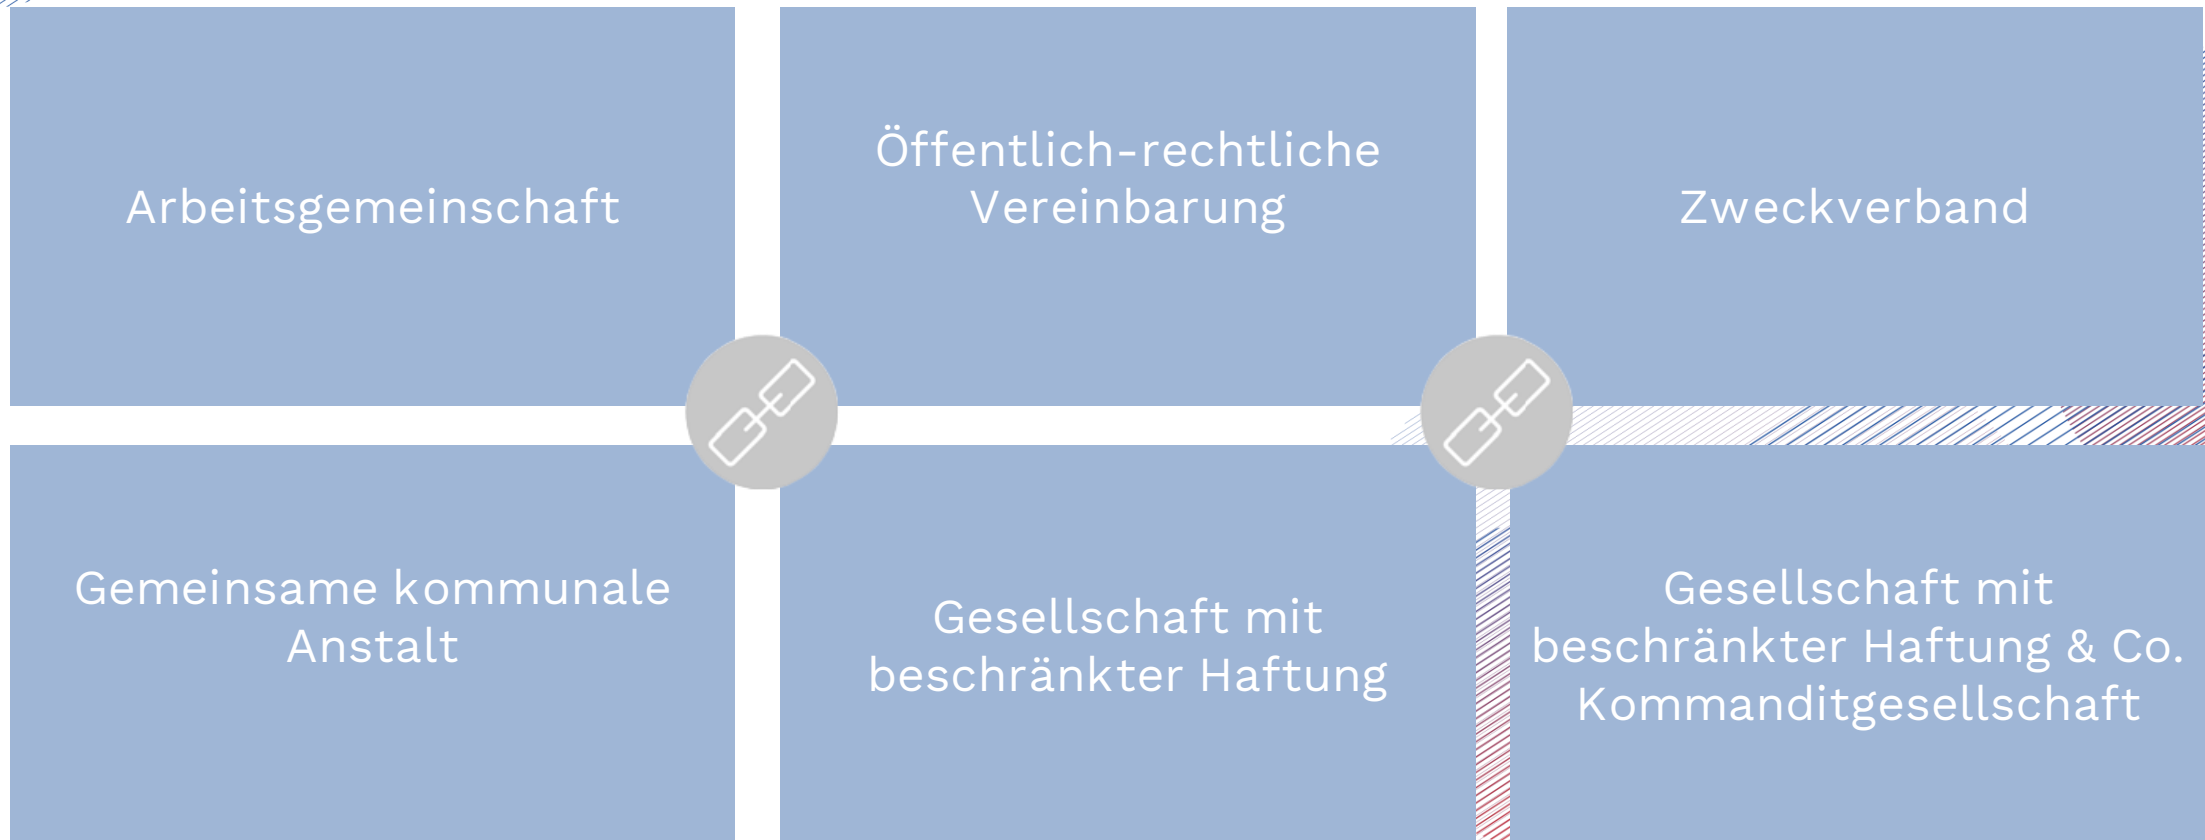 Arbeitsgemeinschaft
Öffentlich-rechtliche
Vereinbarung
Zweckverband
Gemeinsame kommunale
Anstalt
Gesellschaft mit
beschränkter Haftung
Gesellschaft mit
beschränkter Haftung & Co.
Kommanditgesellschaft